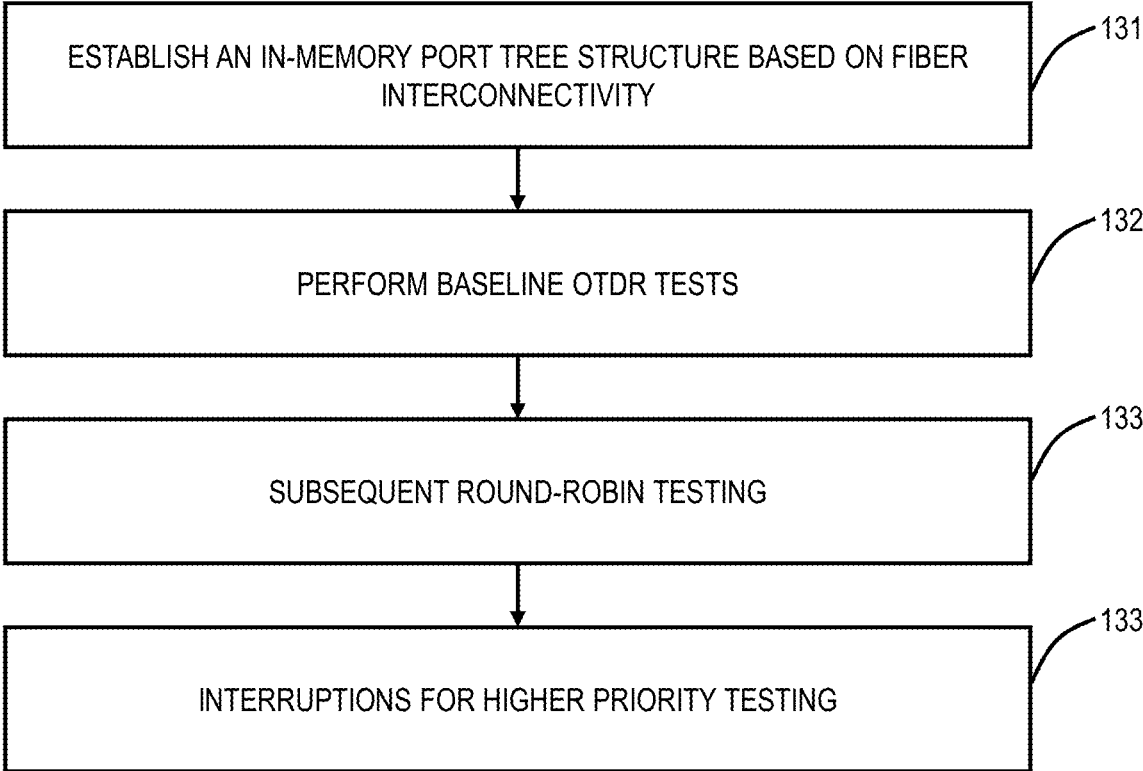 ESTABLISH AN IN-MEMORY PORT TREE STRUCTURE BASED ON FIBER
INTERCONNECTIVITY
131
PERFORM BASELINE OTDR TESTS
132
SUBSEQUENT ROUND-ROBIN TESTING
133
INTERRUPTIONS FOR HIGHER PRIORITY TESTING
133